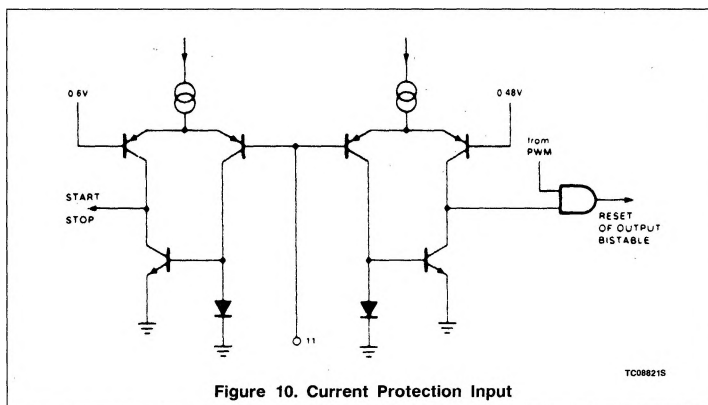 0.6V
0.48V
from
PWM
START
STOP
RESET
OF OUTPUT
BISTABLE
11
TC08821S
Figure 10. Current Protection Input